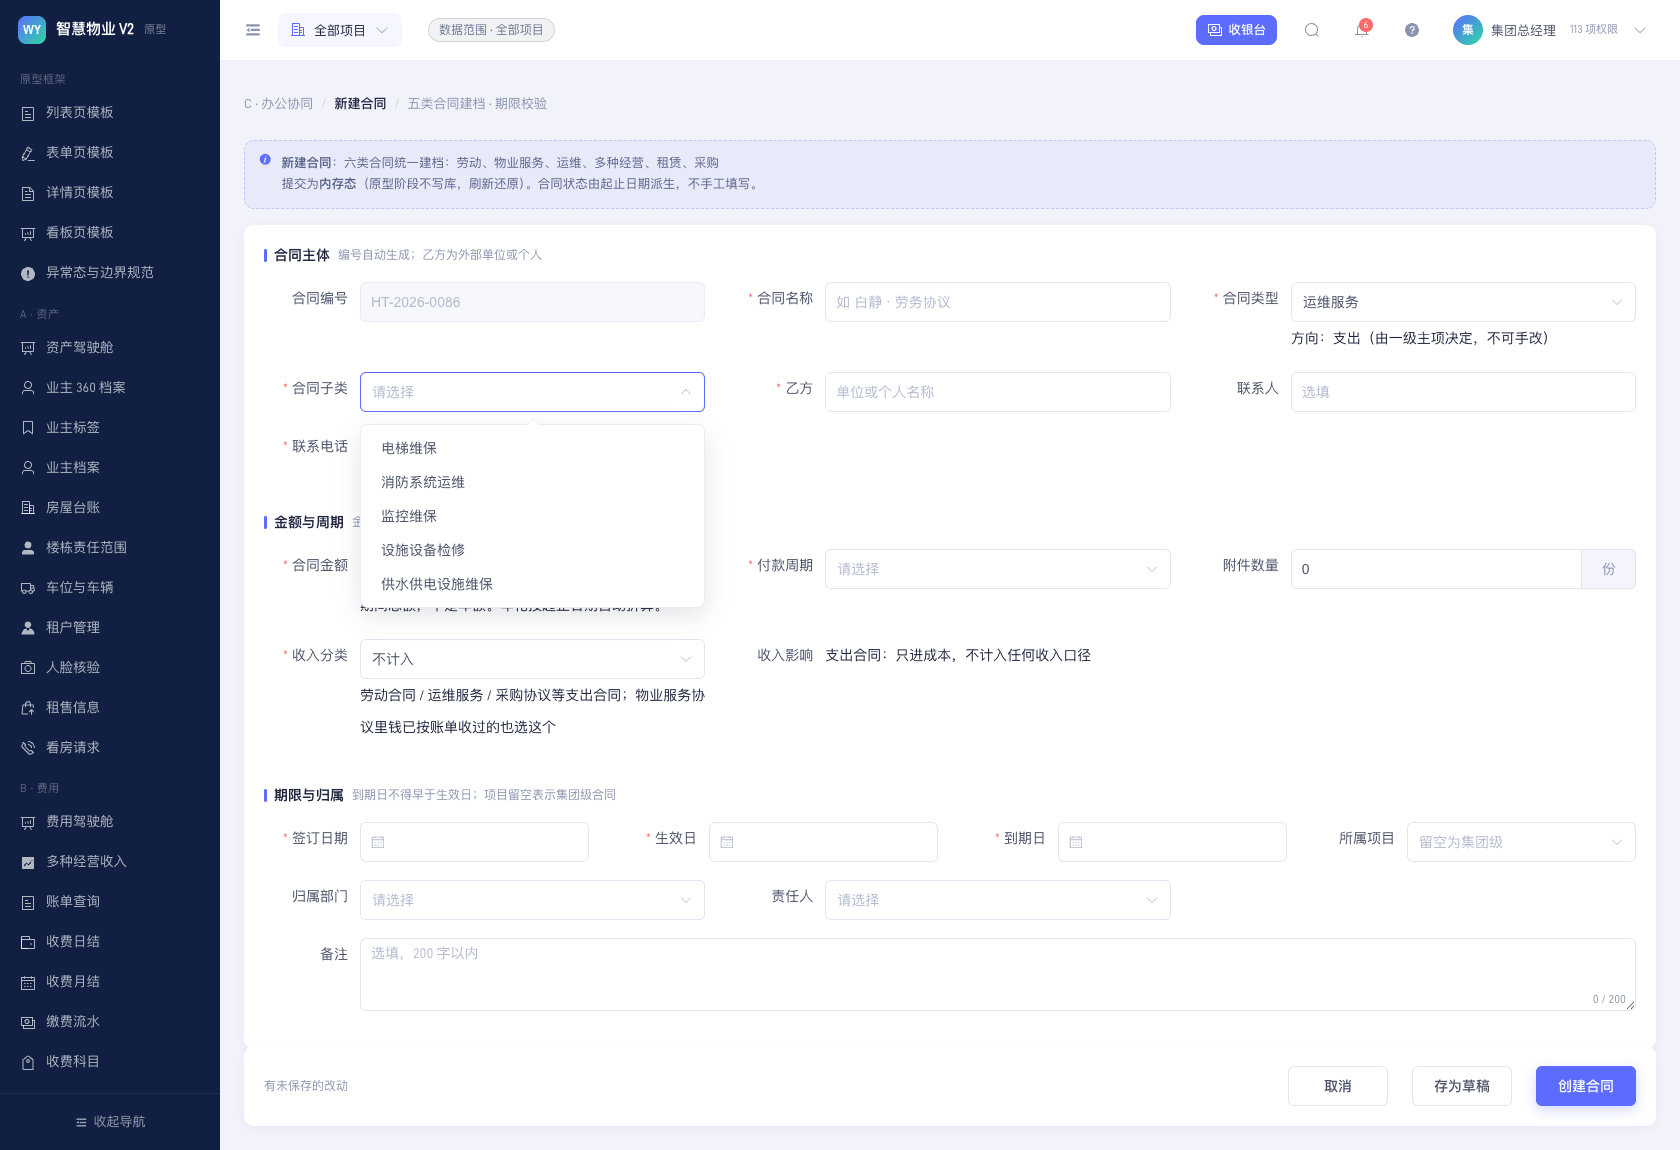 WY 智慧物业 V2 原型
原型框架
列表页模板
表单页模板
详情页模板
看板页模板
异常态与边界规范
A · 资产
资产驾驶舱
业主 360 档案
业主标签
业主档案
房屋台账
楼栋责任范围
车位与车辆
租户管理
人脸核验
租售信息
看房请求
B · 费用
费用驾驶舱
多种经营收入
账单查询
收费日结
收费月结
缴费流水
收费科目
收起导航
全部项目
数据范围 · 全部项目
收银台
6
集 集团总经理 113 项权限
C · 办公协同 / 新建合同 / 五类合同建档 · 期限校验
新建合同：六类合同统一建档：劳动、物业服务、运维、多种经营、租赁、采购
提交为内存态（原型阶段不写库，刷新还原）。合同状态由起止日期派生，不手工填写。
合同主体 编号自动生成；乙方为外部单位或个人
合同编号 HT-2026-0086
* 合同名称 如 白静 · 劳务协议
* 合同类型 运维服务
方向：支出（由一级主项决定，不可手改）
* 合同子类 请选择
* 乙方 单位或个人名称
联系人 选填
* 联系电话
电梯维保
消防系统运维
监控维保
设施设备检修
供水供电设施维保
金额与周期
* 合同金额
* 付款周期 请选择
附件数量 0 份
* 收入分类 不计入
劳动合同 / 运维服务 / 采购协议等支出合同；物业服务协
议里钱已按账单收过的也选这个
收入影响 支出合同：只进成本，不计入任何收入口径
期限与归属 到期日不得早于生效日；项目留空表示集团级合同
* 签订日期
* 生效日
* 到期日
所属项目 留空为集团级
归属部门 请选择
责任人 请选择
备注 选填，200 字以内
0 / 200
有未保存的改动
取消
存为草稿
创建合同